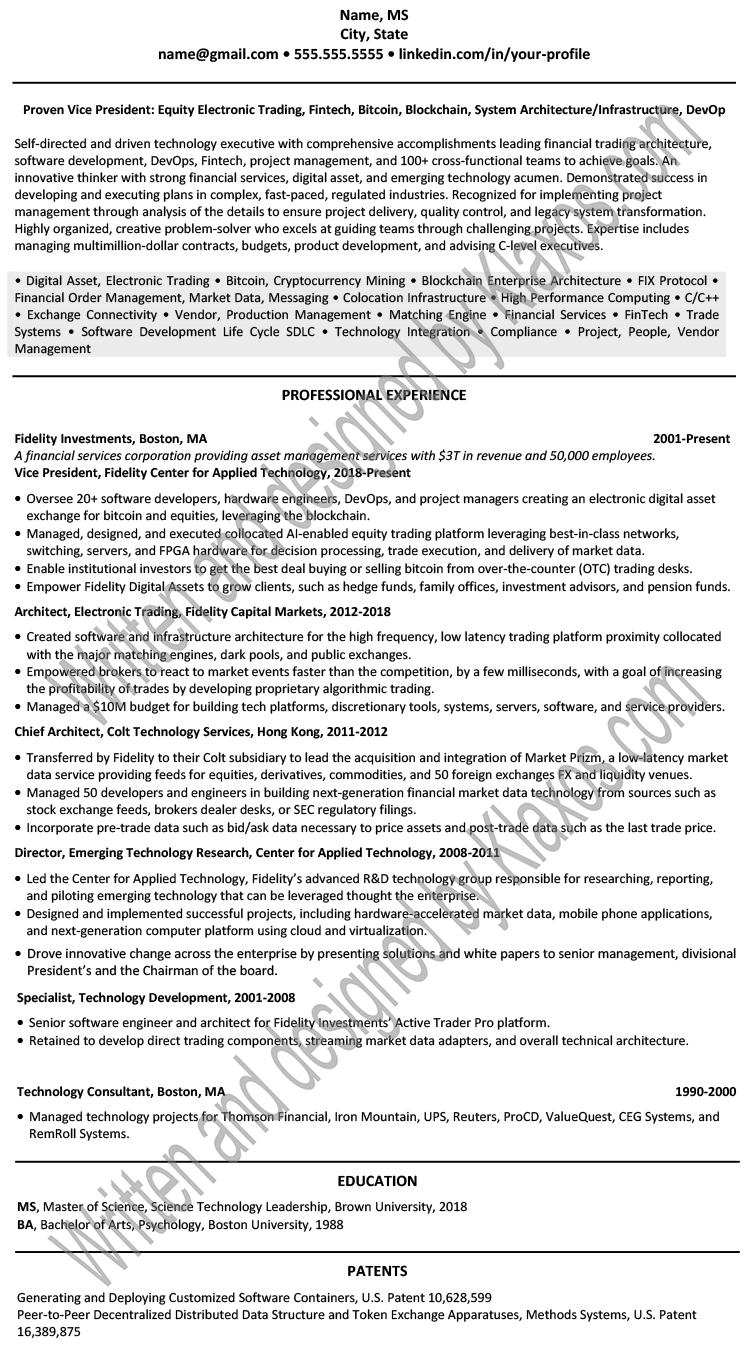 Name, MS
City, State
name@gmail.com • 555.555.5555 • linkedin.com/in/your-profile
Proven Vice President: Equity Electronic Trading, Fintech, Bitcoin, Blockchain, System Architecture/Infrastructure, DevOp
Self-directed and driven technology executive with comprehensive accomplishments leading financial trading architecture,
software development, DevOps, Fintech, project management, and 100+ cross-functional teams to achieve goals. An
innovative thinker with strong financial services, digital asset, and emerging technology acumen. Demonstrated success in
developing and executing plans in complex, fast-paced, regulated industries. Recognized for implementing project
management through analysis of the details to ensure project delivery, quality control, and legacy system transformation.
Highly organized, creative problem-solver who excels at guiding teams through challenging projects. Expertise includes
managing multimillion-dollar contracts, budgets, product development, and advising C-level executives.
• Digital Asset, Electronic Trading • Bitcoin, Cryptocurrency Mining • Blockchain Enterprise Architecture • FIX Protocol •
Financial Order Management, Market Data, Messaging • Colocation Infrastructure • High Performance Computing • C/C++
• Exchange Connectivity • Vendor, Production Management • Matching Engine • Financial Services • FinTech • Trade
Systems • Software Development Life Cycle SDLC • Technology Integration • Compliance • Project, People, Vendor
Management
PROFESSIONAL EXPERIENCE
Fidelity Investments, Boston, MA 2001-Present
A financial services corporation providing asset management services with $3T in revenue and 50,000 employees.
Vice President, Fidelity Center for Applied Technology, 2018-Present
• Oversee 20+ software developers, hardware engineers, DevOps, and project managers creating an electronic digital asset
exchange for bitcoin and equities, leveraging the blockchain.
• Managed, designed, and executed collocated AI-enabled equity trading platform leveraging best-in-class networks,
switching, servers, and FPGA hardware for decision processing, trade execution, and delivery of market data.
• Enable institutional investors to get the best deal buying or selling bitcoin from over-the-counter (OTC) trading desks.
• Empower Fidelity Digital Assets to grow clients, such as hedge funds, family offices, investment advisors, and pension funds.
Architect, Electronic Trading, Fidelity Capital Markets, 2012-2018
• Created software and infrastructure architecture for the high frequency, low latency trading platform proximity collocated
with the major matching engines, dark pools, and public exchanges.
• Empowered brokers to react to market events faster than the competition, by a few milliseconds, with a goal of increasing
the profitability of trades by developing proprietary algorithmic trading.
• Managed a $10M budget for building tech platforms, discretionary tools, systems, servers, software, and service providers.
Chief Architect, Colt Technology Services, Hong Kong, 2011-2012
• Transferred by Fidelity to their Colt subsidiary to lead the acquisition and integration of Market Prizm, a low-latency market
data service providing feeds for equities, derivatives, commodities, and 50 foreign exchanges FX and liquidity venues.
• Managed 50 developers and engineers in building next-generation financial market data technology from sources such as
stock exchange feeds, brokers dealer desks, or SEC regulatory filings.
• Incorporate pre-trade data such as bid/ask data necessary to price assets and post-trade data such as the last trade price.
Director, Emerging Technology Research, Center for Applied Technology, 2008-2011
• Led the Center for Applied Technology, Fidelity's advanced R&D technology group responsible for researching, reporting,
and piloting emerging technology that can be leveraged thought the enterprise.
• Designed and implemented successful projects, including hardware-accelerated market data, mobile phone applications,
and next-generation computer platform using cloud and virtualization.
• Drove innovative change across the enterprise by presenting solutions and white papers to senior management, divisional
President's and the Chairman of the board.
Specialist, Technology Development, 2001-2008
• Senior software engineer and architect for Fidelity Investments' Active Trader Pro platform.
• Retained to develop direct trading components, streaming market data adapters, and overall technical architecture.
Technology Consultant, Boston, MA 1990-2000
• Managed technology projects for Thomson Financial, Iron Mountain, UPS, Reuters, ProCD, ValueQuest, CEG Systems, and
RemRoll Systems.
EDUCATION
MS, Master of Science, Science Technology Leadership, Brown University, 2018
BA, Bachelor of Arts, Psychology, Boston University, 1988
PATENTS
Generating and Deploying Customized Software Containers, U.S. Patent 10,628,599
Peer-to-Peer Decentralized Distributed Data Structure and Token Exchange Apparatuses, Methods Systems, U.S. Patent
16,389,875
Written and designed by Klaxos.com
Written and designed by Klaxos.com